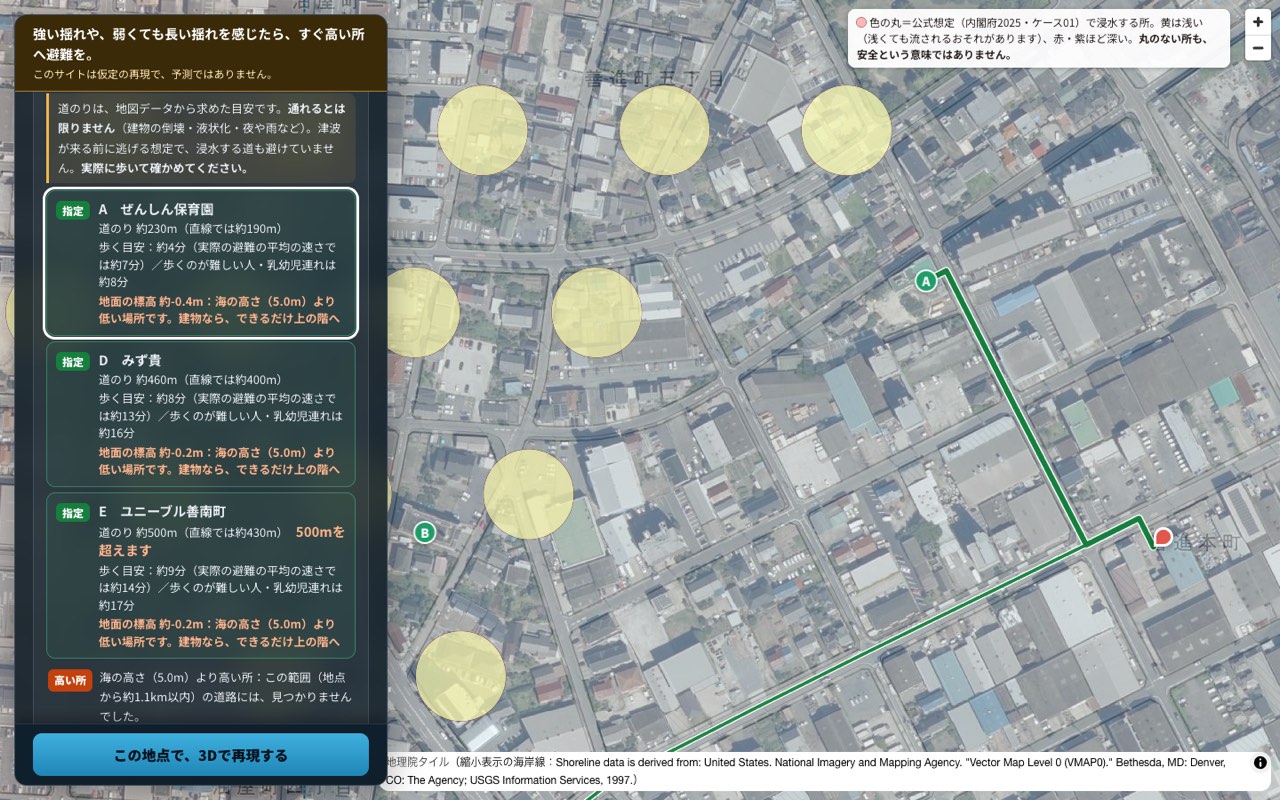 強い揺れや、弱くても長い揺れを感じたら、すぐ高い所
へ避難を。
このサイトは仮定の再現で、予測ではありません。
道のりは、地図データから求めた目安です。通れるとは
限りません（建物の倒壊・液状化・夜や雨など）。津波
が来る前に逃げる想定で、浸水する道も避けていませ
ん。実際に歩いて確かめてください。
指定 A ぜんしん保育園
道のり 約230m（直線では約190m）
歩く目安：約4分（実際の避難の平均の速さで
は約7分）／歩くのが難しい人・乳幼児連れは
約8分
地面の標高 約-0.4m：海の高さ（5.0m）より
低い場所です。建物なら、できるだけ上の階へ
指定 D みず貴
道のり 約460m（直線では約400m）
歩く目安：約8分（実際の避難の平均の速さで
は約13分）／歩くのが難しい人・乳幼児連れは
約16分
地面の標高 約-0.2m：海の高さ（5.0m）より
低い場所です。建物なら、できるだけ上の階へ
指定 E ユニーブル善南町
道のり 約500m（直線では約430m） 500mを
超えます
歩く目安：約9分（実際の避難の平均の速さで
は約14分）／歩くのが難しい人・乳幼児連れは
約17分
地面の標高 約-0.2m：海の高さ（5.0m）より
低い場所です。建物なら、できるだけ上の階へ
高い所 海の高さ（5.0m）より高い所：この範囲（地点
から約1.1km以内）の道路には、見つかりません
でした。
この地点で、3Dで再現する
色の丸＝公式想定（内閣府2025・ケース01）で浸水する所。黄は浅い
（浅くても流されるおそれがあります）、赤・紫ほど深い。丸のない所も、
安全という意味ではありません。
+
−
善進町五丁目
A
B
進本町
地理院タイル（縮小表示の海岸線：Shoreline data is derived from: United States. National Imagery and Mapping Agency. "Vector Map Level 0 (VMAP0)." Bethesda, MD: Denver,
CO: The Agency; USGS Information Services, 1997.）